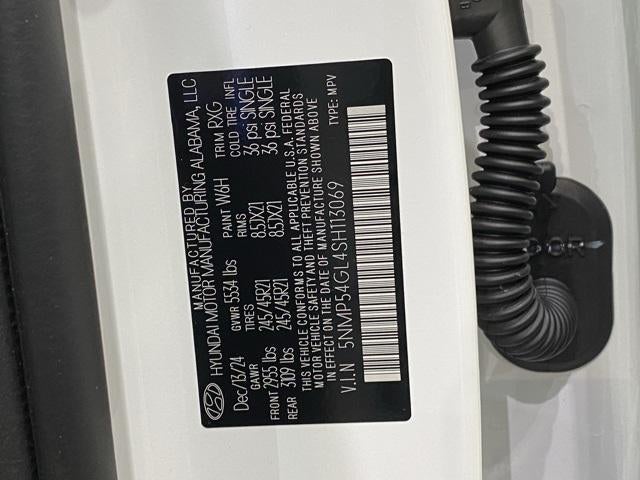 MANUFACTURED BY
HYUNDAI MOTOR MANUFACTURING ALABAMA, LLC
Dec/13/24 GVWR 5534 lbs PAINT W6H TRIM RXG
GAWR TIRES RIMS COLD TIRE INFL
FRONT 2955 lbs 245/45R21 8.5JX21 36 psi SINGLE
REAR 3109 lbs 245/45R21 8.5JX21 36 psi SINGLE
THIS VEHICLE CONFORMS TO ALL APPLICABLE U.S.A. FEDERAL
MOTOR VEHICLE SAFETY AND THEFT PREVENTION STANDARDS
IN EFFECT ON THE DATE OF MANUFACTURE SHOWN ABOVE
V.I.N 5NMP54GL4SH113069 TYPE: MPV